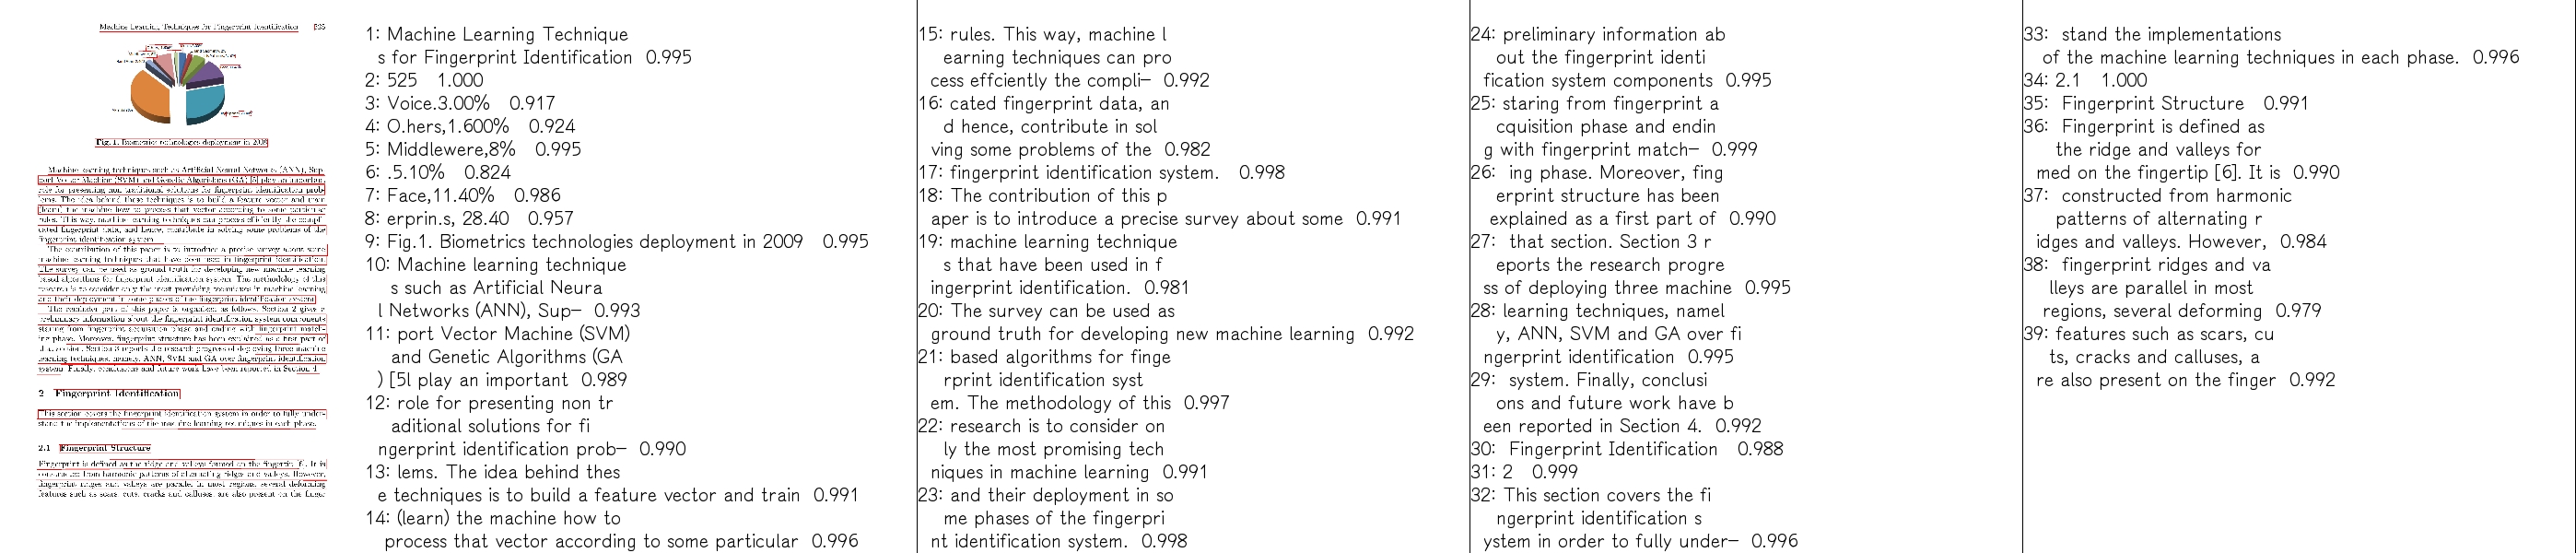 Machine Learning Techniques for Fingerprint Identification 525
Fig. 1. Biometrics technologies deployment in 2009
2 Fingerprint Identification
2.1 Fingerprint Structure
1: Machine Learning Technique
s for Fingerprint Identification 0.995
2: 525 1.000
3: Voice.3.00% 0.917
4: O.hers,1.600% 0.924
5: Middlewere,8% 0.995
6: .5.10% 0.824
7: Face,11.40% 0.986
8: erprin.s, 28.40 0.957
9: Fig.1. Biometrics technologies deployment in 2009 0.995
10: Machine learning technique
s such as Artificial Neura
l Networks (ANN), Sup- 0.993
11: port Vector Machine (SVM)
and Genetic Algorithms (GA
) [5l play an important 0.989
12: role for presenting non tr
aditional solutions for fi
ngerprint identification prob- 0.990
13: lems. The idea behind thes
e techniques is to build a feature vector and train 0.991
14: (learn) the machine how to
process that vector according to some particular 0.996
15: rules. This way, machine l
earning techniques can pro
cess effciently the compli- 0.992
16: cated fingerprint data, an
d hence, contribute in sol
ving some problems of the 0.982
17: fingerprint identification system. 0.998
18: The contribution of this p
aper is to introduce a precise survey about some 0.991
19: machine learning technique
s that have been used in f
ingerprint identification. 0.981
20: The survey can be used as
ground truth for developing new machine learning 0.992
21: based algorithms for finge
rprint identification syst
em. The methodology of this 0.997
22: research is to consider on
ly the most promising tech
niques in machine learning 0.991
23: and their deployment in so
me phases of the fingerpri
nt identification system. 0.998
24: preliminary information ab
out the fingerprint identi
fication system components 0.995
25: staring from fingerprint a
cquisition phase and endin
g with fingerprint match- 0.999
26: ing phase. Moreover, fing
erprint structure has been
explained as a first part of 0.990
27: that section. Section 3 r
eports the research progre
ss of deploying three machine 0.995
28: learning techniques, namel
y, ANN, SVM and GA over fi
ngerprint identification 0.995
29: system. Finally, conclusi
ons and future work have b
een reported in Section 4. 0.992
30: Fingerprint Identification 0.988
31: 2 0.999
32: This section covers the fi
ngerprint identification s
ystem in order to fully under- 0.996
33: stand the implementations
of the machine learning techniques in each phase. 0.996
34: 2.1 1.000
35: Fingerprint Structure 0.991
36: Fingerprint is defined as
the ridge and valleys for
med on the fingertip [6]. It is 0.990
37: constructed from harmonic
patterns of alternating r
idges and valleys. However, 0.984
38: fingerprint ridges and va
lleys are parallel in most
regions, several deforming 0.979
39: features such as scars, cu
ts, cracks and calluses, a
re also present on the finger 0.992